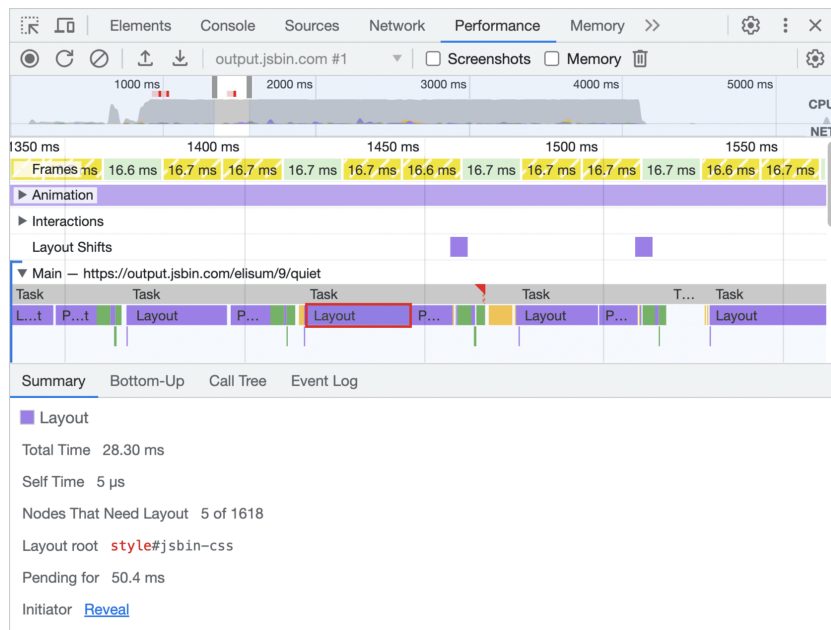 Elements Console Sources Network Performance Memory
output.jsbin.com #1 Screenshots Memory
1000 ms 2000 ms 3000 ms 4000 ms 5000 ms
CPU
NET
1350 ms 1400 ms 1450 ms 1500 ms 1550 ms
Frames ms 16.6 ms 16.7 ms 16.7 ms 16.7 ms 16.7 ms 16.6 ms 16.7 ms 16.7 ms 16.7 ms 16.7 ms 16.6 ms 16.7 ms
Animation
Interactions
Layout Shifts
Main — https://output.jsbin.com/elisum/9/quiet
Task Task Task Task T... Task
L...t P...t Layout P... Layout P... Layout P... Layout
Summary Bottom-Up Call Tree Event Log
Layout
Total Time 28.30 ms
Self Time 5 μs
Nodes That Need Layout 5 of 1618
Layout root style#jsbin-css
Pending for 50.4 ms
Initiator Reveal